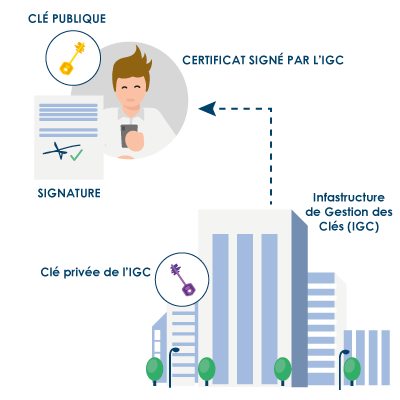 CLÉ PUBLIQUE
CERTIFICAT SIGNÉ PAR L'IGC
SIGNATURE
Infastructure
de Gestion des
Clés (IGC)
Clé privée de l'IGC